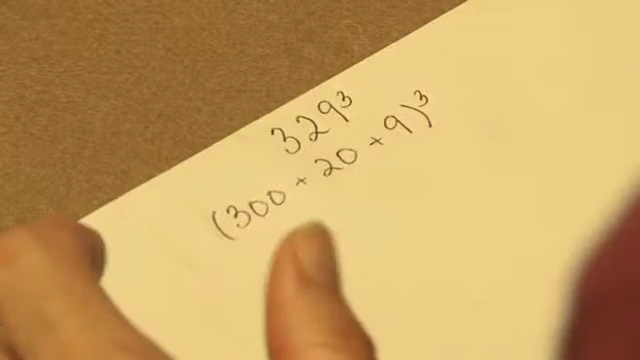 329³
(300 + 20 + 9)³